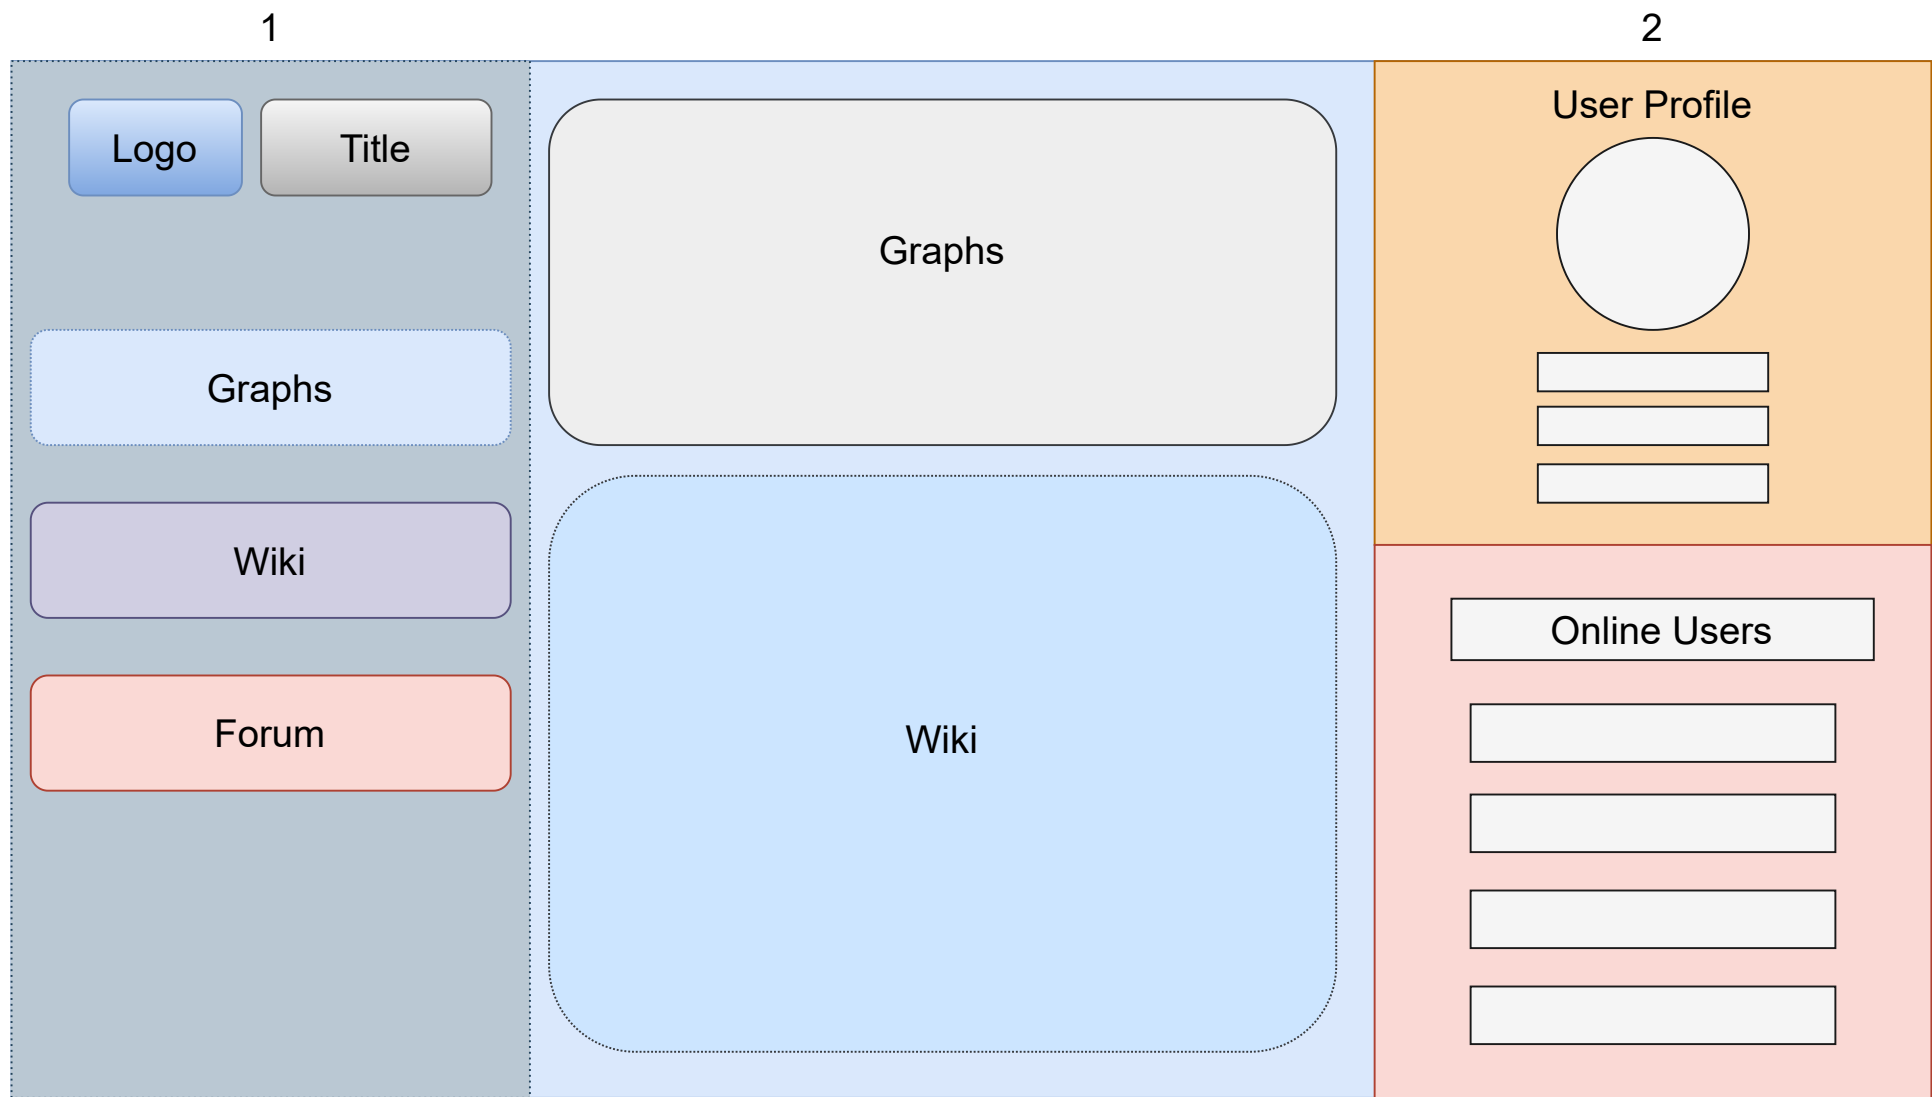 1
2
Logo
Title
Graphs
Wiki
Forum
Graphs
Wiki
User Profile
Online Users